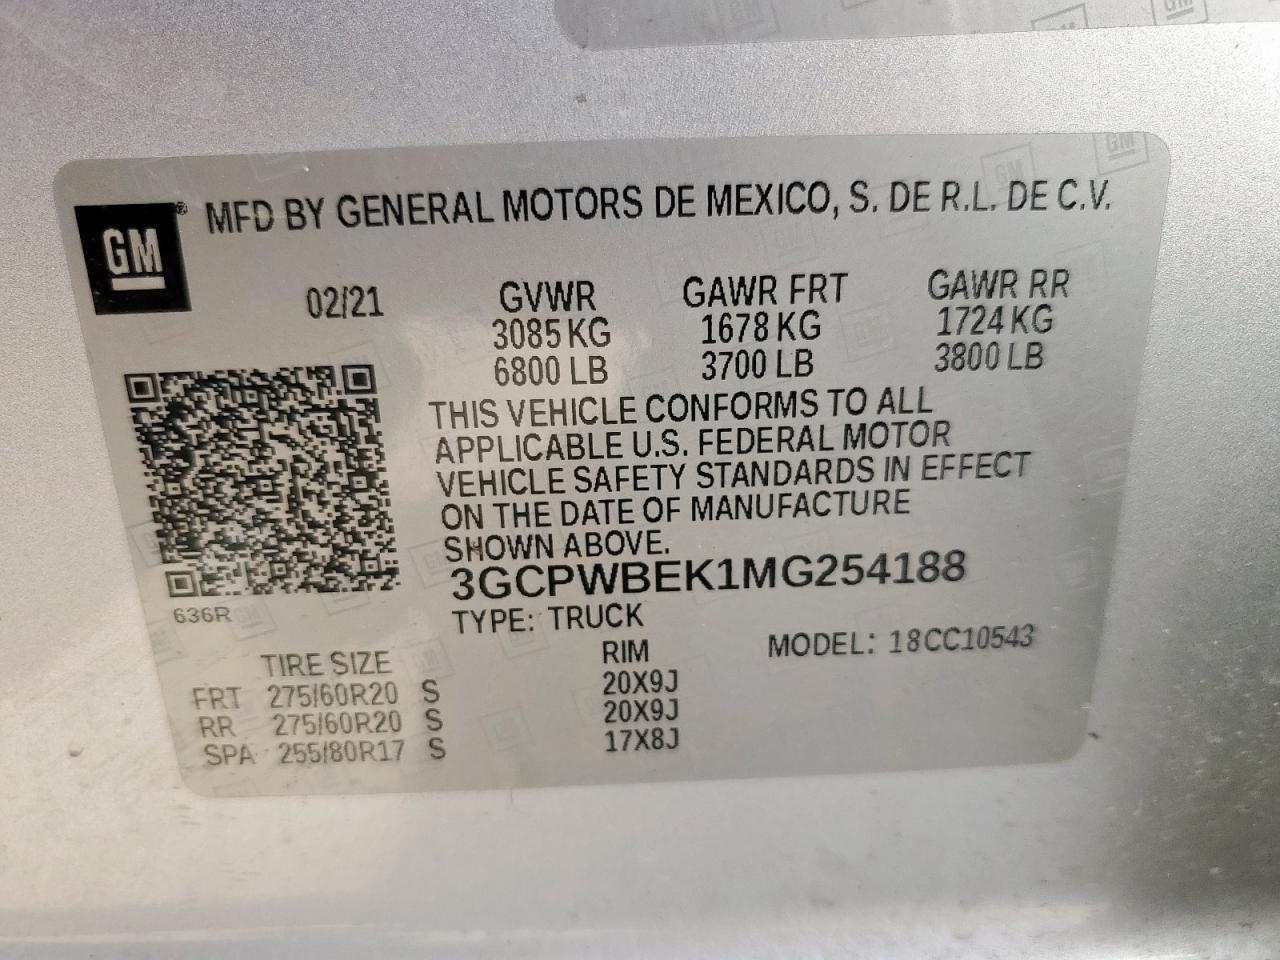 GM® MFD BY GENERAL MOTORS DE MEXICO, S. DE R.L. DE C.V.
02/21 GVWR GAWR FRT GAWR RR
3085 KG 1678 KG 1724 KG
6800 LB 3700 LB 3800 LB
THIS VEHICLE CONFORMS TO ALL
APPLICABLE U.S. FEDERAL MOTOR
VEHICLE SAFETY STANDARDS IN EFFECT
ON THE DATE OF MANUFACTURE
SHOWN ABOVE.
3GCPWBEK1MG254188
636R
TYPE: TRUCK
TIRE SIZE RIM MODEL: 18CC10543
FRT 275/60R20 S 20X9J
RR 275/60R20 S 20X9J
SPA 255/80R17 S 17X8J